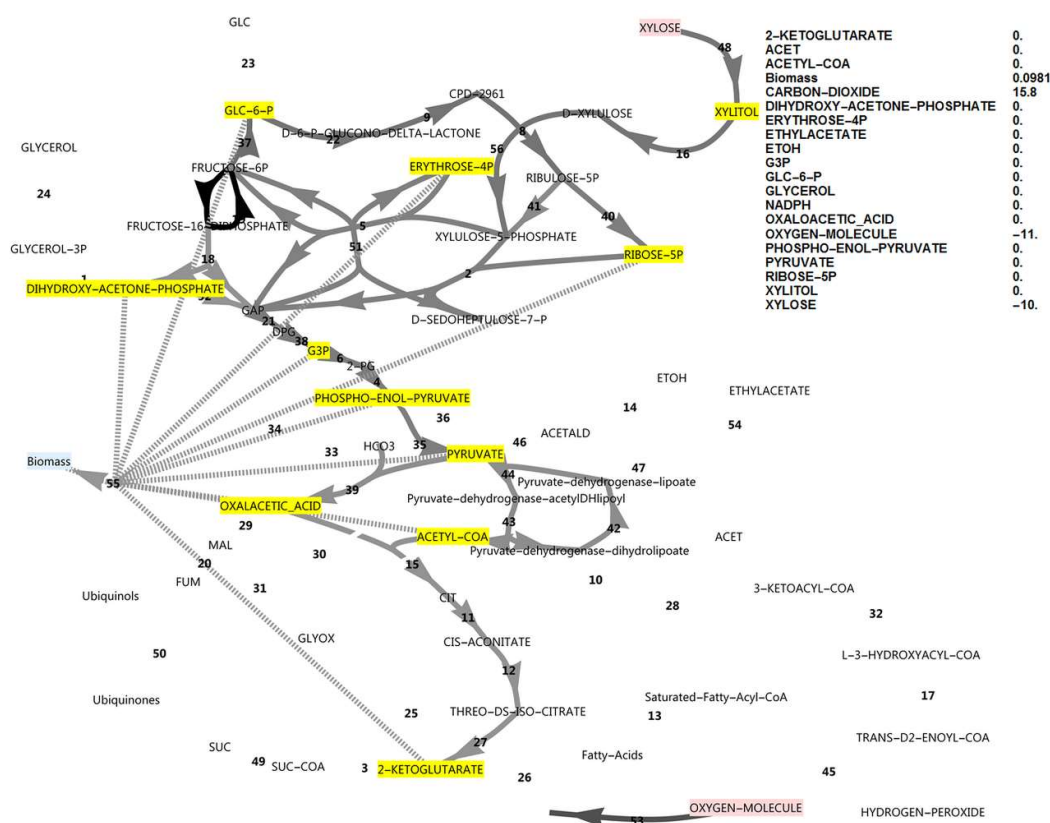 GLC
23
GLC-6-P
37
D-6-P-GLUCONO-DELTA-LACTONE
22
9
CPD-2961
8
XYLOSE
48
XYLITOL
16
D-XYLULOSE
56
ERYTHROSE-4P
RIBULOSE-5P
41
40
GLYCEROL
24
GLYCEROL-3P
1
FRUCTOSE-6P
FRUCTOSE-16-DIPHOSPHATE
18
5
51
XYLULOSE-5-PHOSPHATE
RIBOSE-5P
2
DIHYDROXY-ACETONE-PHOSPHATE
52
GAP
21
DPG
D-SEDOHEPTULOSE-7-P
38
G3P
6
2-PG
4
PHOSPHO-ENOL-PYRUVATE
36
34
33
35
HCO3
PYRUVATE
46
ACETALD
ETOH
14
ETHYLACETATE
54
47
44
Pyruvate-dehydrogenase-lipoate
Pyruvate-dehydrogenase-acetylDHlipoyl
Biomass
55
39
OXALACETIC_ACID
29
43
42
ACETYL-COA
Pyruvate-dehydrogenase-dihydrolipoate
ACET
MAL
30
20
15
FUM
31
10
28
3-KETOACYL-COA
32
Ubiquinols
CIT
11
GLYOX
CIS-ACONITATE
50
12
L-3-HYDROXYACYL-COA
17
Ubiquinones
25
THREO-DS-ISO-CITRATE
Saturated-Fatty-Acyl-CoA
13
27
SUC
49
SUC-COA
3
2-KETOGLUTARATE
26
Fatty-Acids
TRANS-D2-ENOYL-COA
45
OXYGEN-MOLECULE
53
HYDROGEN-PEROXIDE
2-KETOGLUTARATE 0.
ACET 0.
ACETYL-COA 0.
Biomass 0.0981
CARBON-DIOXIDE 15.8
DIHYDROXY-ACETONE-PHOSPHATE 0.
ERYTHROSE-4P 0.
ETHYLACETATE 0.
ETOH 0.
G3P 0.
GLC-6-P 0.
GLYCEROL 0.
NADPH 0.
OXALOACETIC_ACID 0.
OXYGEN-MOLECULE -11.
PHOSPHO-ENOL-PYRUVATE 0.
PYRUVATE 0.
RIBOSE-5P 0.
XYLITOL 0.
XYLOSE -10.